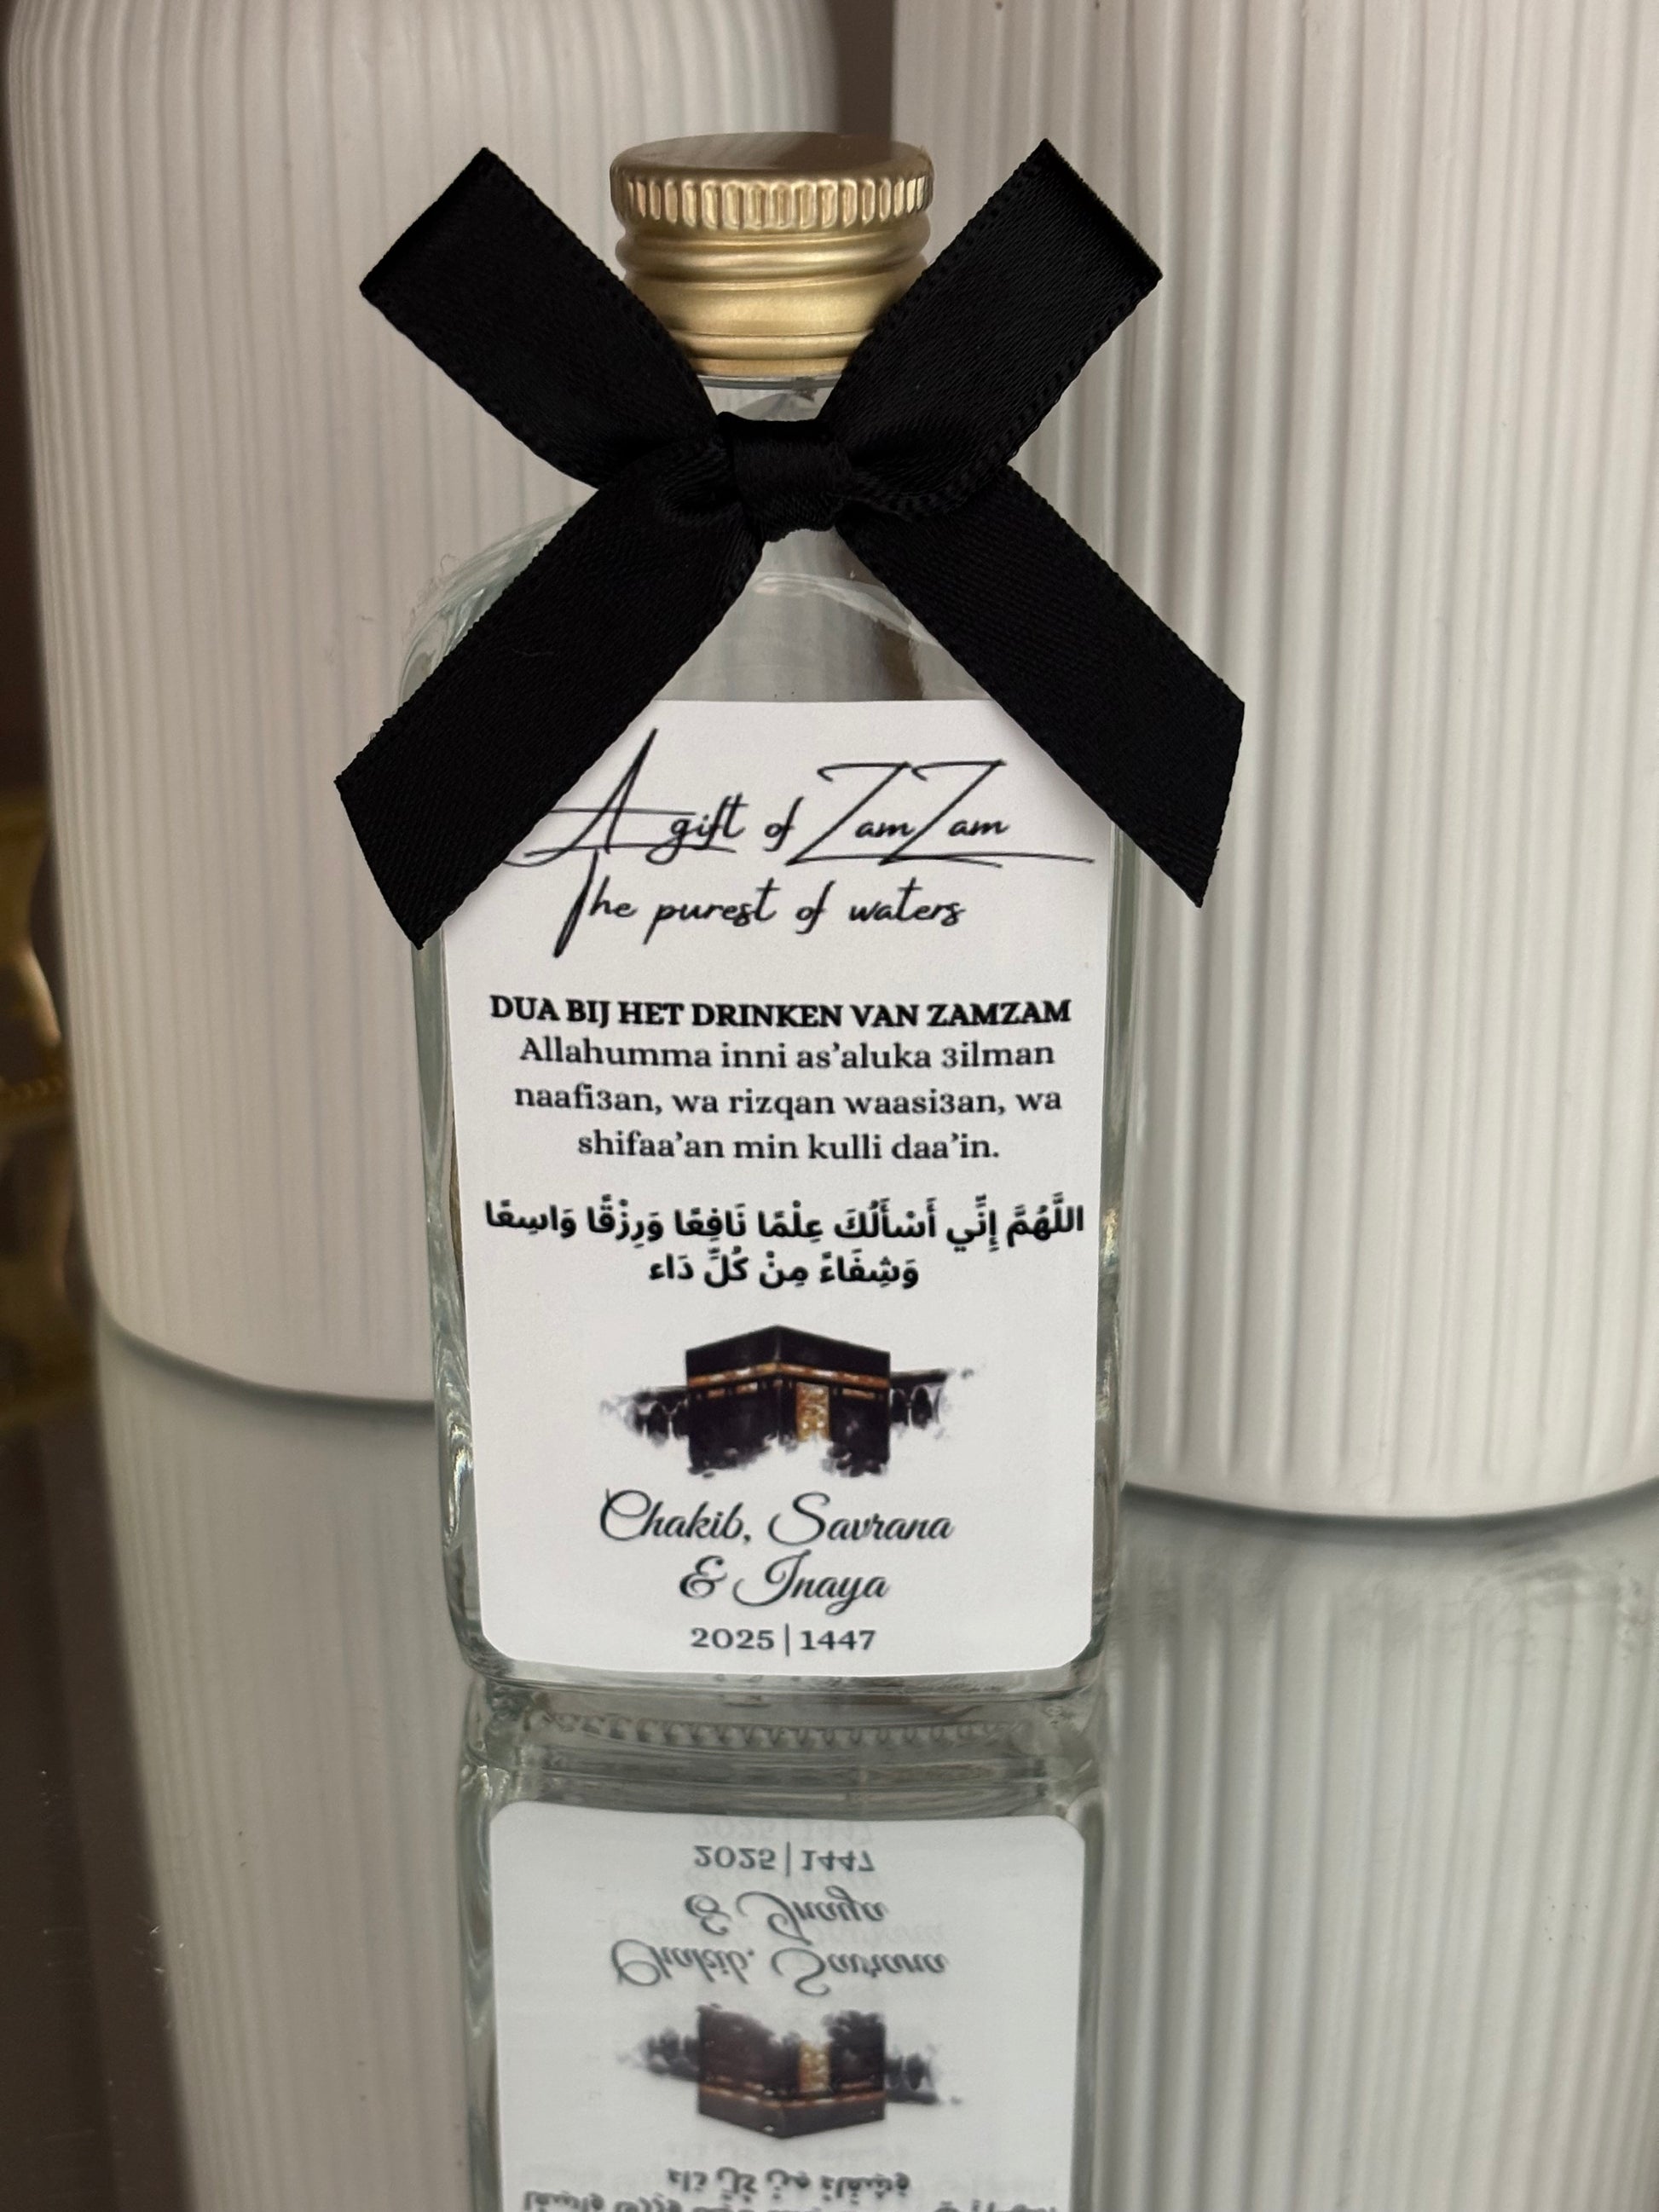 A gift of ZamZam
The purest of waters
DUA BIJ HET DRINKEN VAN ZAMZAM
Allahumma inni as’aluka 3ilman
naafi3an, wa rizqan waasi3an, wa
shifaa’an min kulli daa’in.
اللَّهُمَّ إِنِّي أَسْأَلُكَ عِلْمًا نَافِعًا وَرِزْقًا وَاسِعًا
وَشِفَاءً مِنْ كُلِّ دَاء
Chakib, Savrana
& Inaya
2025 | 1447